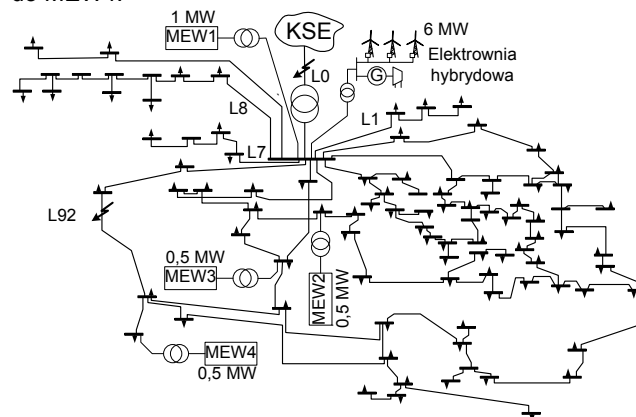 1 MW
MEW1
KSE
6 MW
Elektrownia
hybrydowa
G
L0
L8
L1
L7
L92
0,5 MW
MEW3
MEW2
0,5 MW
MEW4
0,5 MW